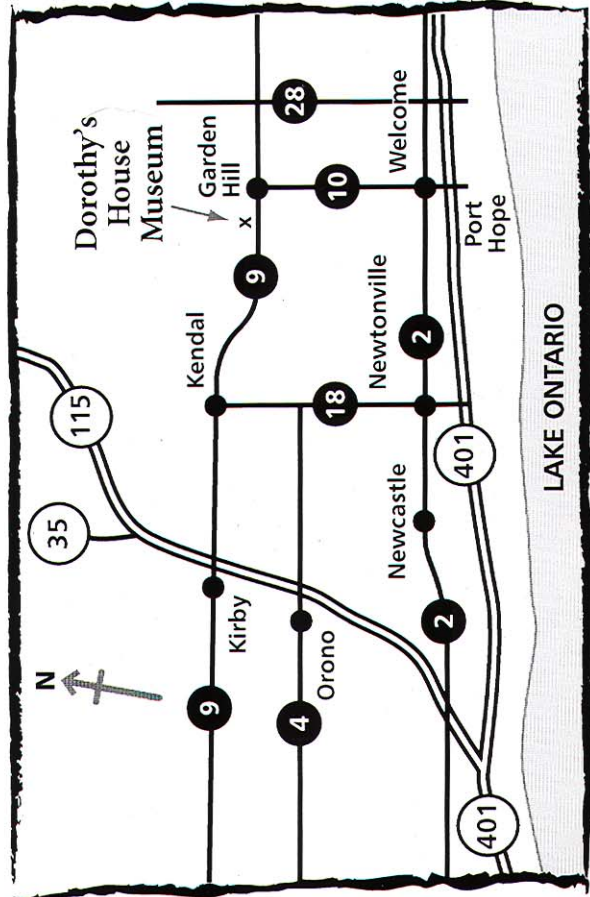 Dorothy's
House
Museum
N
35
115
28
Kendal
Garden
Hill
x
9
9
Kirby
10
4
Orono
18
Newcastle
Newtonville
Welcome
2
2
Port
Hope
401
401
LAKE ONTARIO